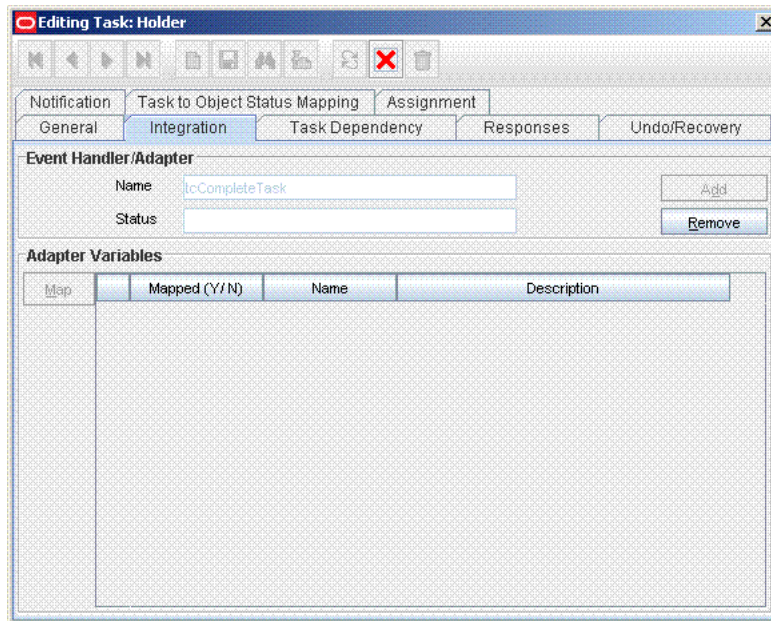 Editing Task: Holder
Notification Task to Object Status Mapping Assignment
General Integration Task Dependency Responses Undo/Recovery
Event Handler/Adapter
Name tcCompleteTask Add
Status Remove
Adapter Variables
Map Mapped (Y/N) Name Description